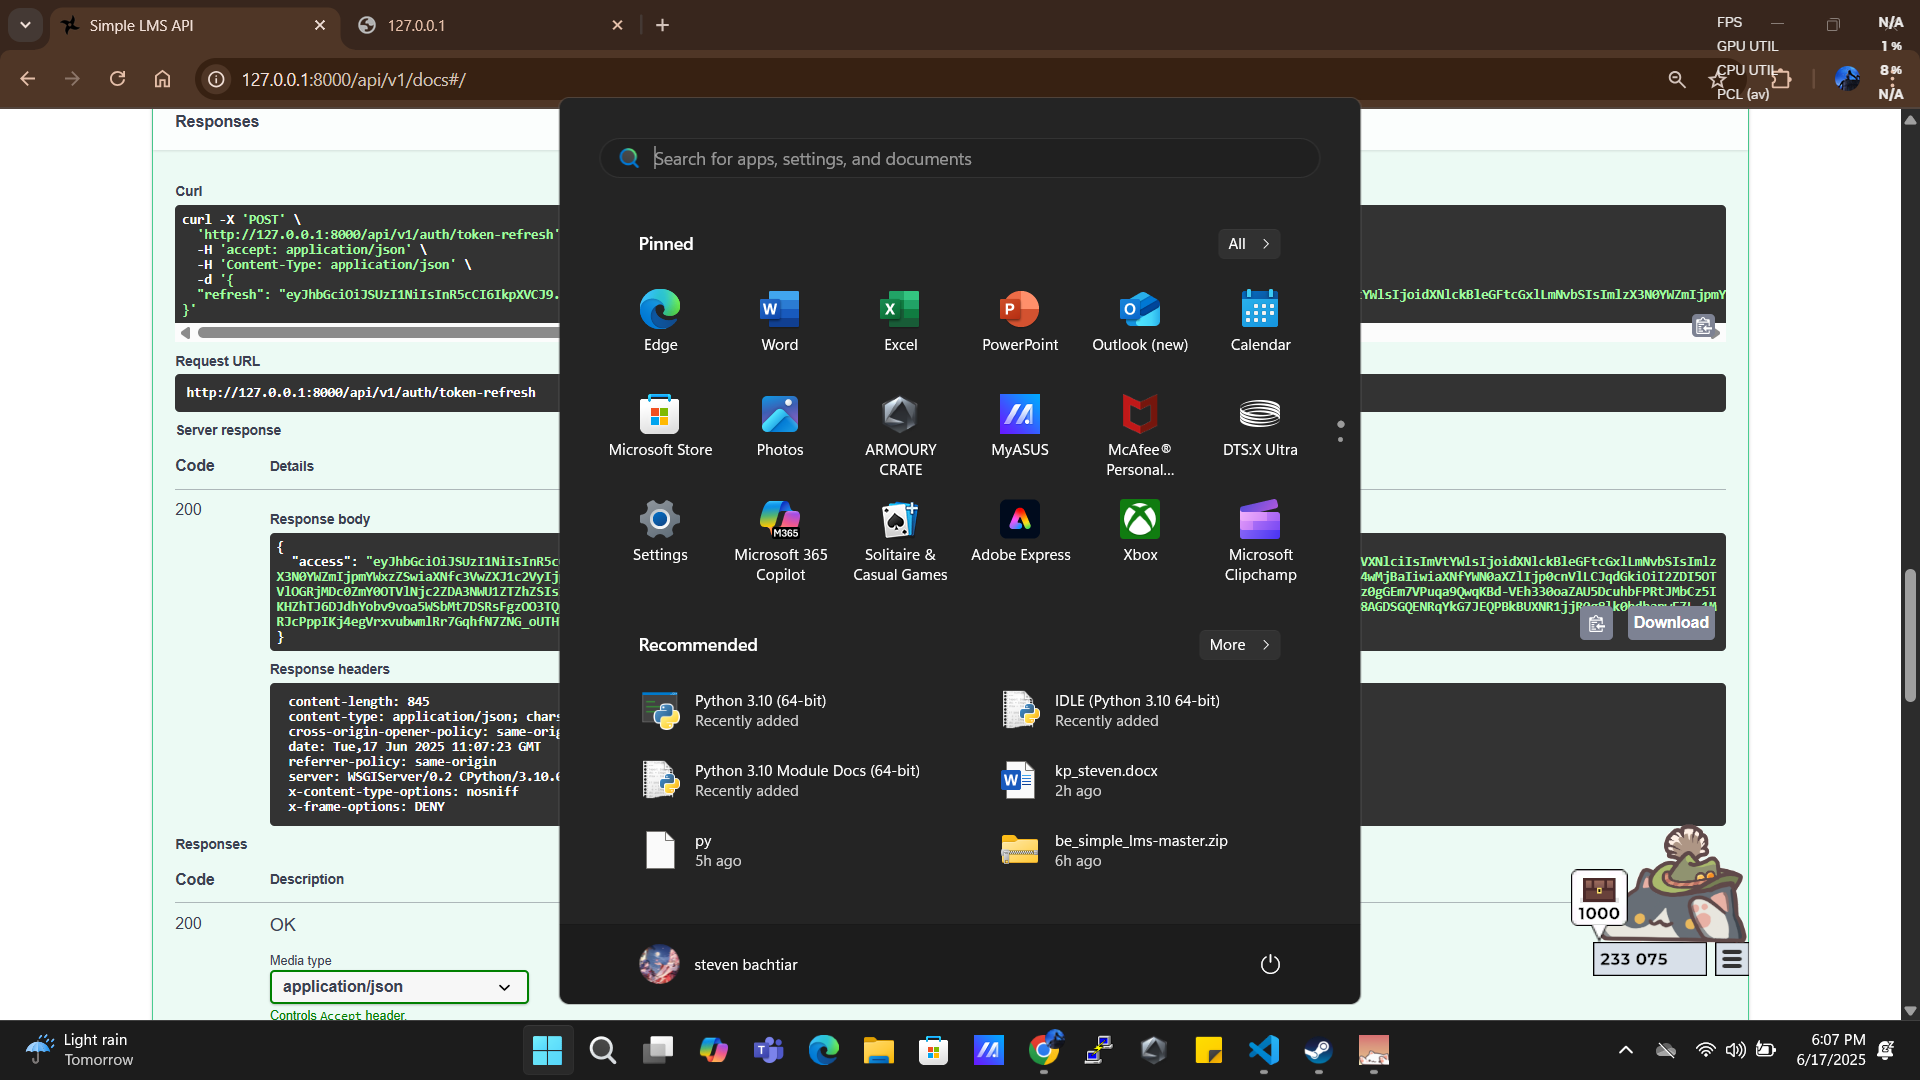 Simple LMS API
127.0.0.1
FPS N/A
GPU UTIL 1 %
CPU UTIL 8%
PCL (av) N/A
127.0.0.1:8000/api/v1/docs#/
Responses
Curl
curl -X 'POST' \
'http://127.0.0.1:8000/api/v1/auth/token-refresh'
-H 'accept: application/json' \
-H 'Content-Type: application/json' \
-d '{
"refresh": "eyJhbGciOiJSUzI1NiIsInR5cCI6IkpXVCJ9.
}'
Request URL
http://127.0.0.1:8000/api/v1/auth/token-refresh
Server response
Code Details
200
Response body
{
"access":
}
Download
Response headers
content-length: 845
content-type: application/json; chars
cross-origin-opener-policy: same-orig
date: Tue,17 Jun 2025 11:07:23 GMT
referrer-policy: same-origin
server: WSGIServer/0.2 CPython/3.10.
x-content-type-options: nosniff
x-frame-options: DENY
Responses
Code Description
200 OK
Media type
application/json
Controls Accept header.
Search for apps, settings, and documents
Pinned
All
Edge
Word
Excel
PowerPoint
Outlook (new)
Calendar
Microsoft Store
Photos
ARMOURY
CRATE
MyASUS
McAfee®
Personal...
DTS:X Ultra
Settings
Microsoft 365
Copilot
M365
Solitaire &
Casual Games
Adobe Express
Xbox
Microsoft
Clipchamp
Recommended
More
Python 3.10 (64-bit)
Recently added
IDLE (Python 3.10 64-bit)
Recently added
Python 3.10 Module Docs (64-bit)
Recently added
kp_steven.docx
2h ago
py
5h ago
be_simple_lms-master.zip
6h ago
steven bachtiar
1000
233 075
Light rain
Tomorrow
6:07 PM
6/17/2025